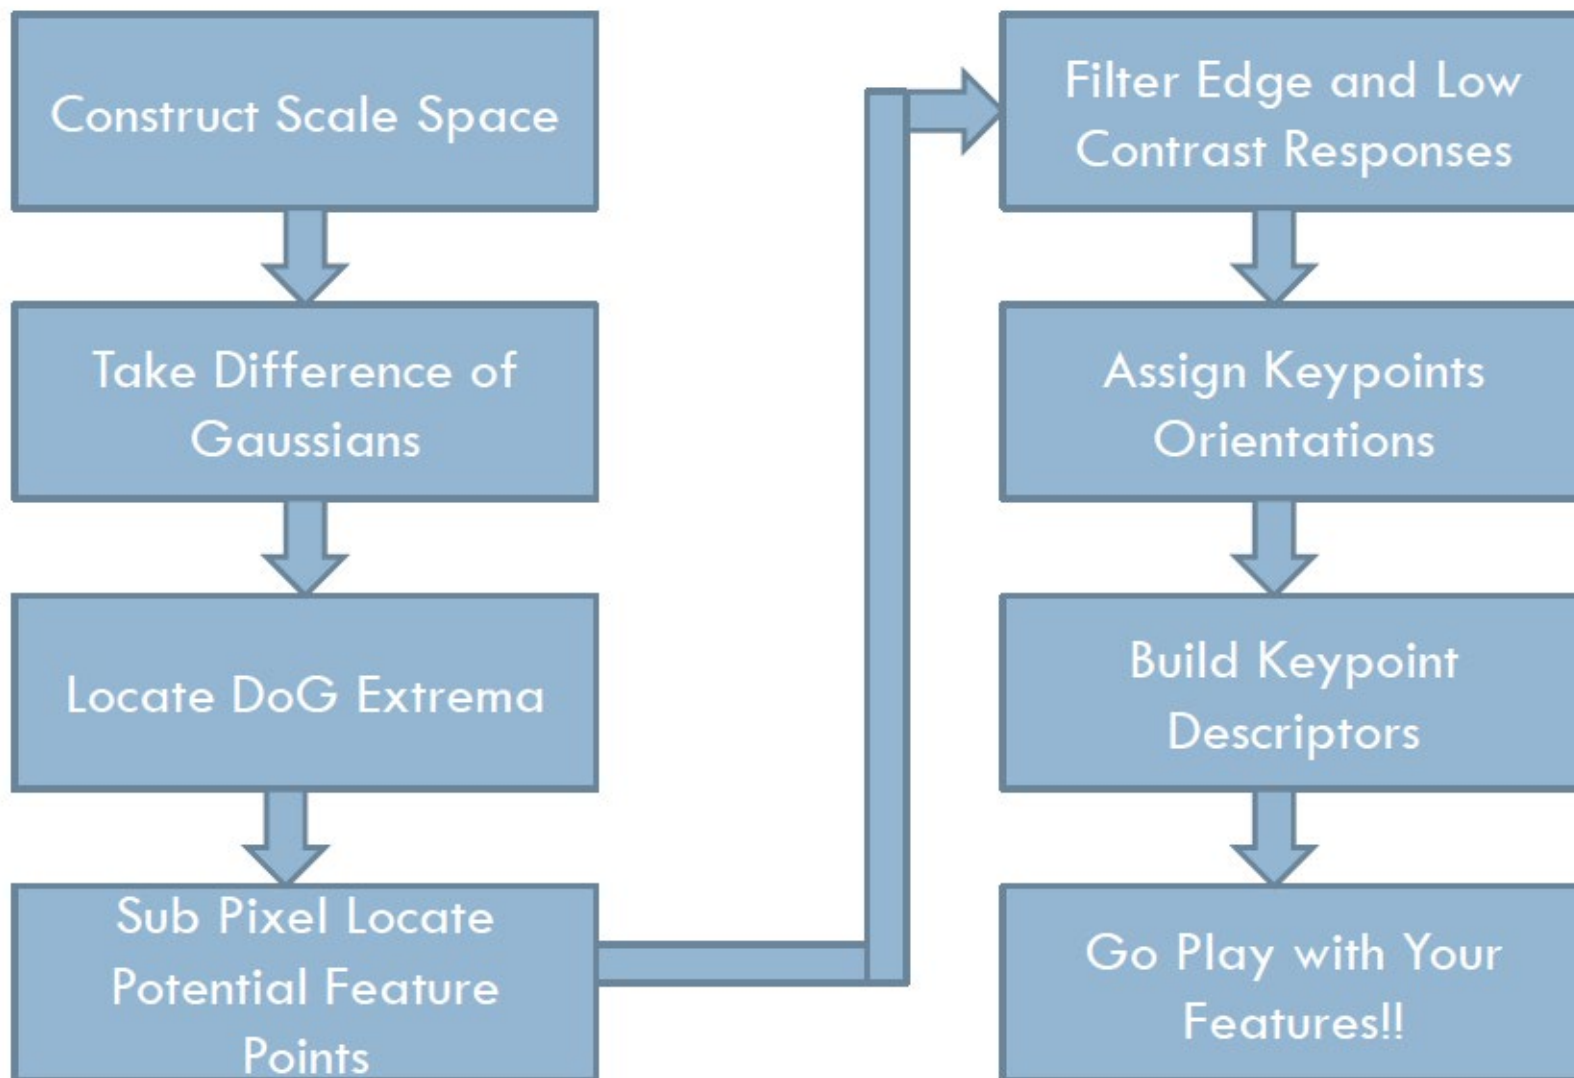 Construct Scale Space
Take Difference of
Gaussians
Locate DoG Extrema
Sub Pixel Locate
Potential Feature
Points
Filter Edge and Low
Contrast Responses
Assign Keypoints
Orientations
Build Keypoint
Descriptors
Go Play with Your
Features!!